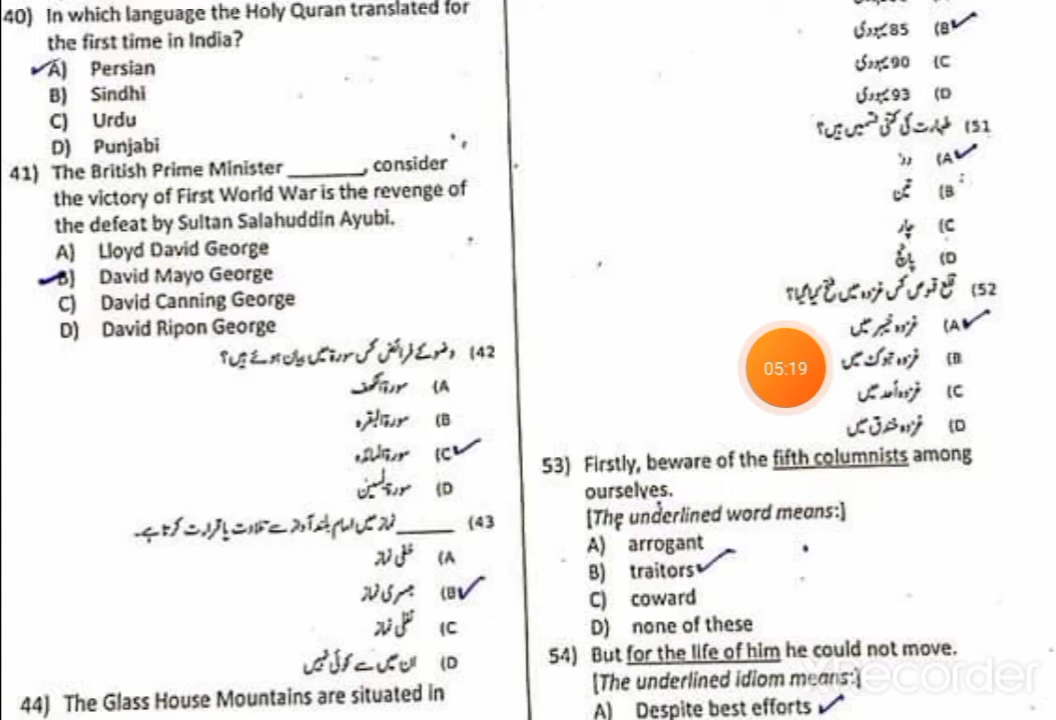 40) In which language the Holy Quran translated for
the first time in India?
A) Persian
B) Sindhi
C) Urdu
D) Punjabi
41) The British Prime Minister ______, consider
the victory of First World War is the revenge of
the defeat by Sultan Salahuddin Ayubi.
A) Lloyd David George
B) David Mayo George
C) David Canning George
D) David Ripon George
42) وضو کے فرائض کس سورۃ میں بیان ہوئے ہیں؟
A) سورۃ الکہف
B) سورۃ البقرہ
C) سورۃ المائدہ
D) سورۃ یٰسین
43) ______ نماز میں امام بلند آواز سے تلاوت یا قرارت کرتا ہے۔
A) خفی نماز
B) جہری نماز
C) نفلی نماز
D) ان میں سے کوئی نہیں
44) The Glass House Mountains are situated in
B) 85 یہودی
C) 90 یہودی
D) 93 یہودی
51) طہارت کی کتنی قسمیں ہیں؟
A) دو
B) تین
C) چار
D) پانچ
52) قلعہ قموص کس غزوہ میں فتح کیا گیا؟
A) غزوہ خیبر میں
B) غزوہ تبوک میں
C) غزوہ اُحد میں
D) غزوہ خندق میں
05:19
53) Firstly, beware of the fifth columnists among
ourselves.
[The underlined word means:]
A) arrogant
B) traitors
C) coward
D) none of these
54) But for the life of him he could not move.
[The underlined idiom means:]
A) Despite best efforts
XRecorder